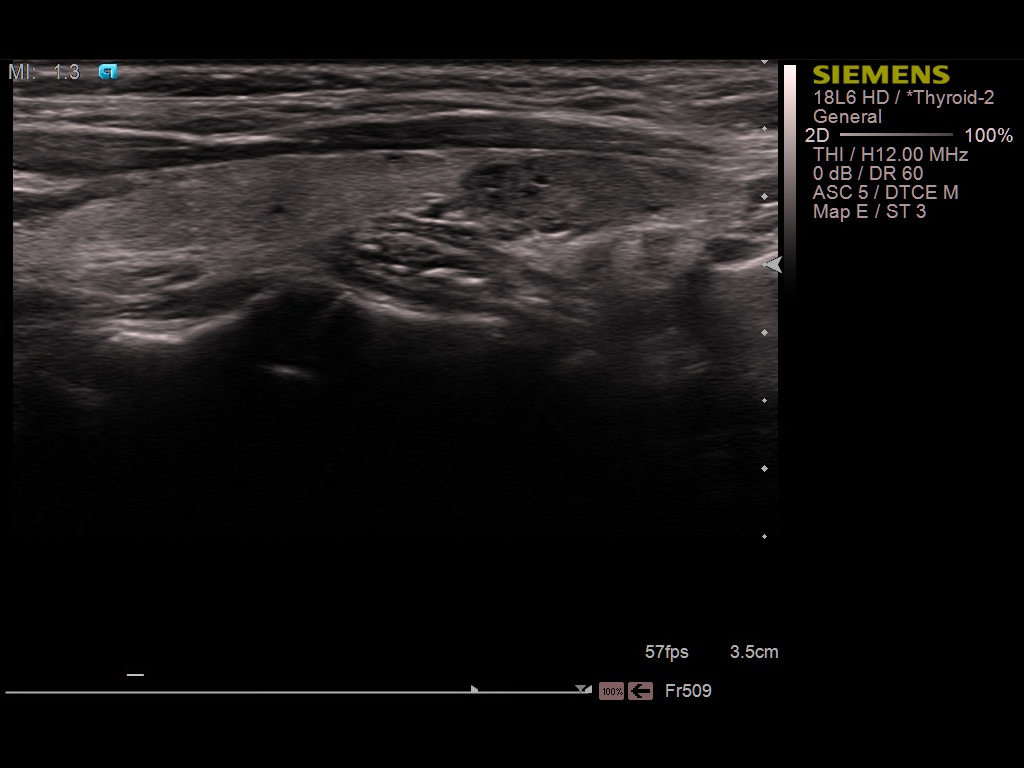 MI: 1.3
SIEMENS
18L6 HD / *Thyroid-2
General
2D 100%
THI / H12.00 MHz
0 dB / DR 60
ASC 5 / DTCE M
Map E / ST 3
57fps 3.5cm
100% Fr509